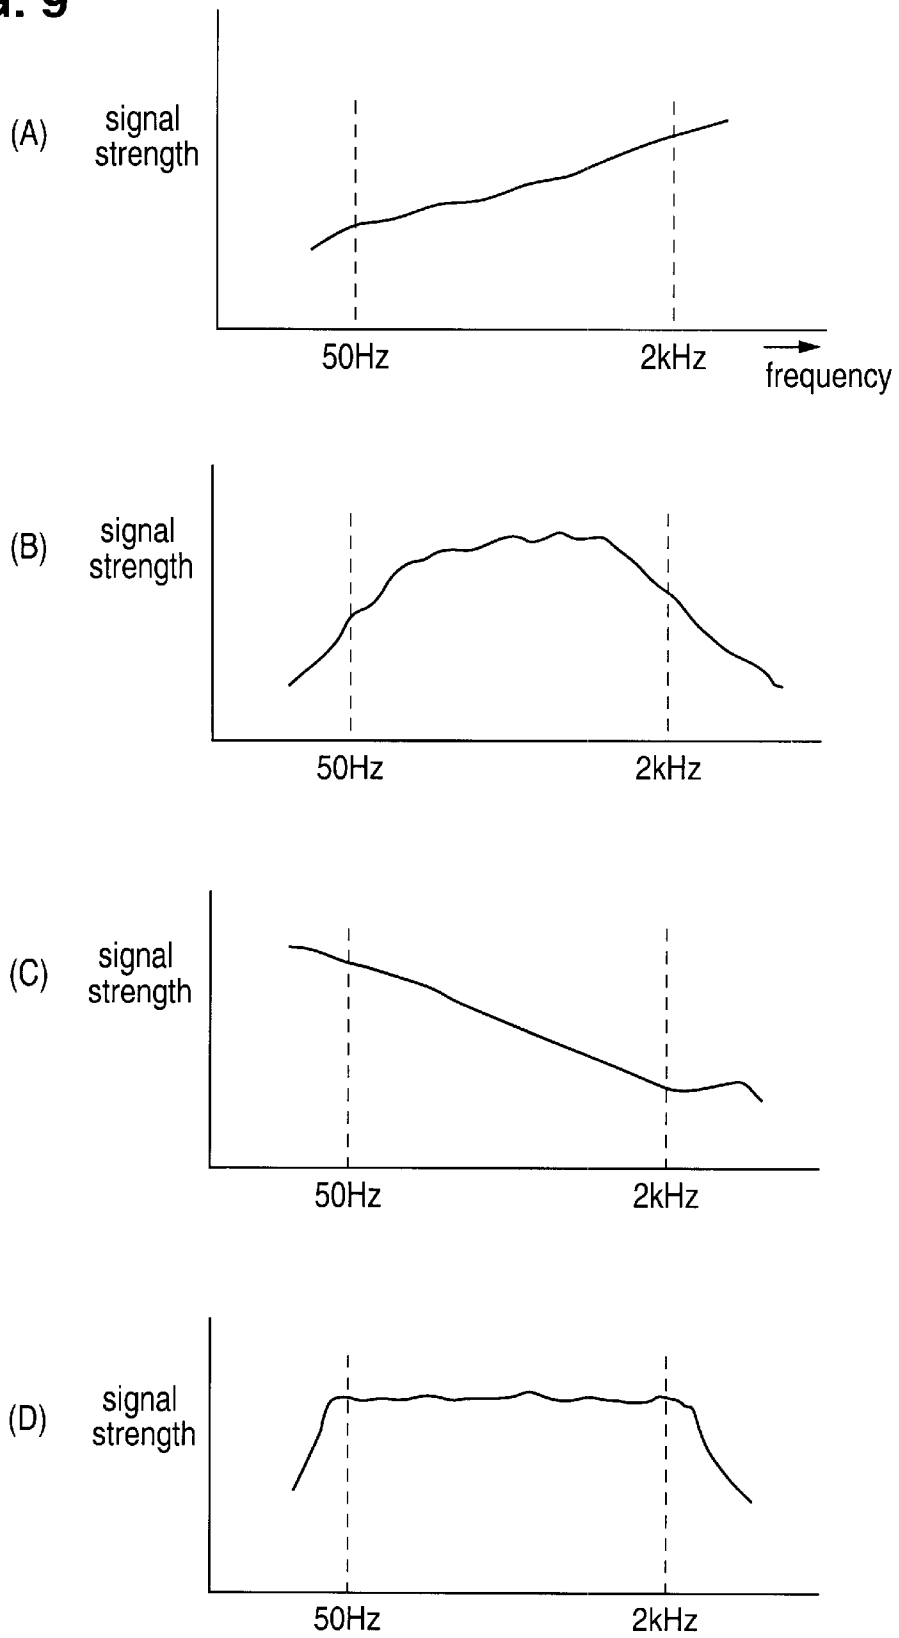 . 9
(A)
signal
strength
50Hz
2kHz
frequency
(B)
signal
strength
50Hz
2kHz
(C)
signal
strength
50Hz
2kHz
(D)
signal
strength
50Hz
2kHz